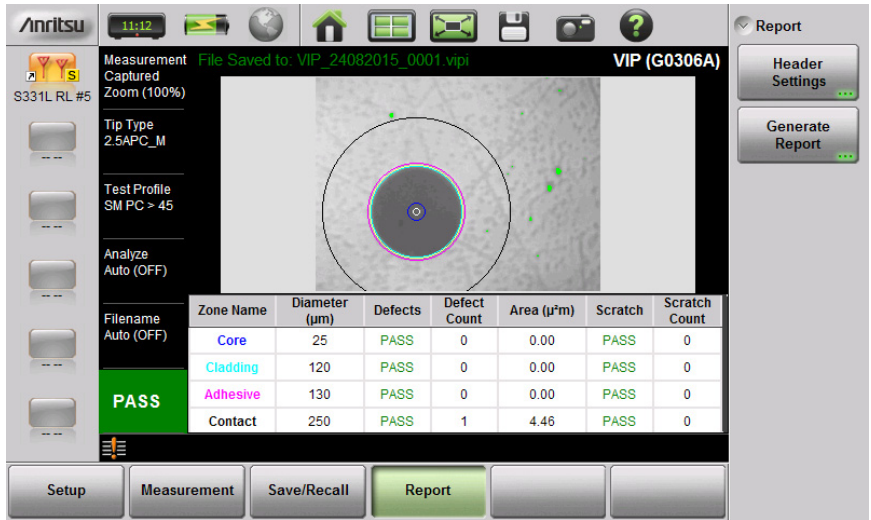 /inritsu
11:12
?
Report
Y Y S
S331L RL #5
-- --
-- --
-- --
-- --
-- --
Measurement
Captured
Zoom (100%)
Tip Type
2.5APC_M
Test Profile
SM PC > 45
Analyze
Auto (OFF)
Filename
Auto (OFF)
PASS
File Saved to: VIP_24082015_0001.vipi
VIP (G0306A)
Zone Name Diameter (µm) Defects Defect Count Area (µ²m) Scratch Scratch Count
Core 25 PASS 0 0.00 PASS 0
Cladding 120 PASS 0 0.00 PASS 0
Adhesive 130 PASS 0 0.00 PASS 0
Contact 250 PASS 1 4.46 PASS 0
Header
Settings
Generate
Report
Setup Measurement Save/Recall Report